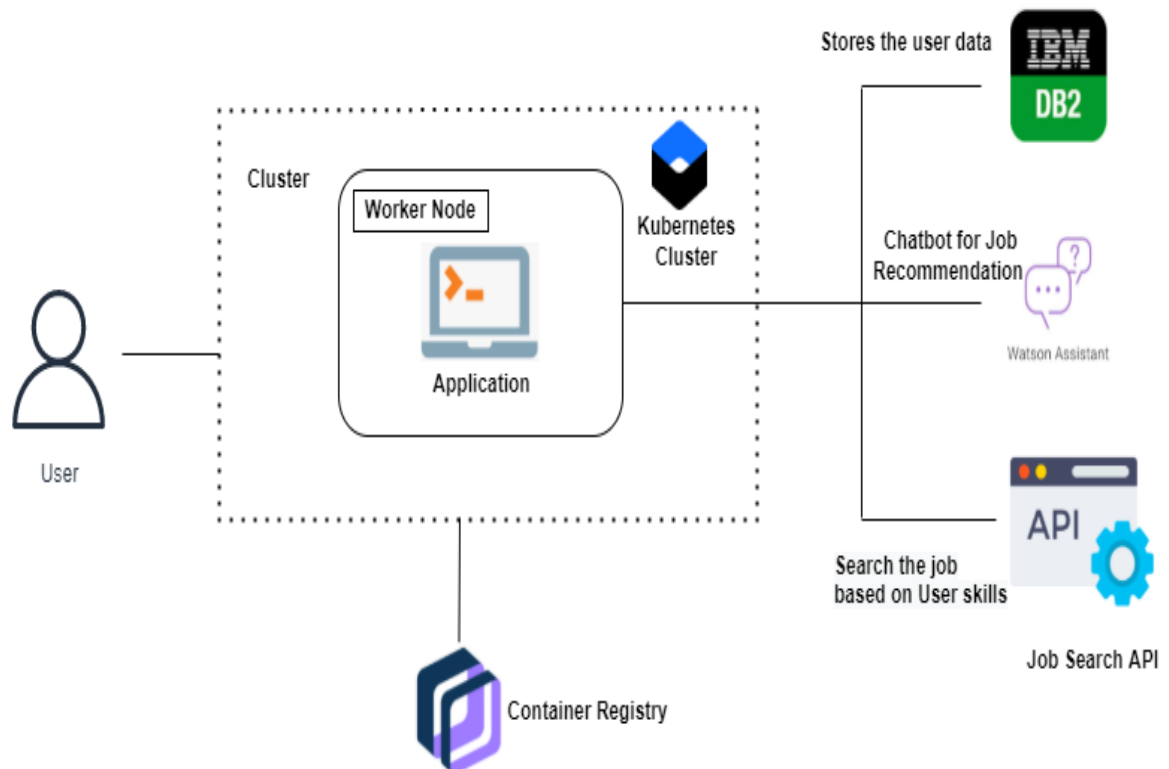 Stores the user data
IBM
DB2
Cluster
Worker Node
Kubernetes
Cluster
Application
Chatbot for Job
Recommendation
?
Watson Assistant
User
API
Search the job
based on User skills
Job Search API
Container Registry